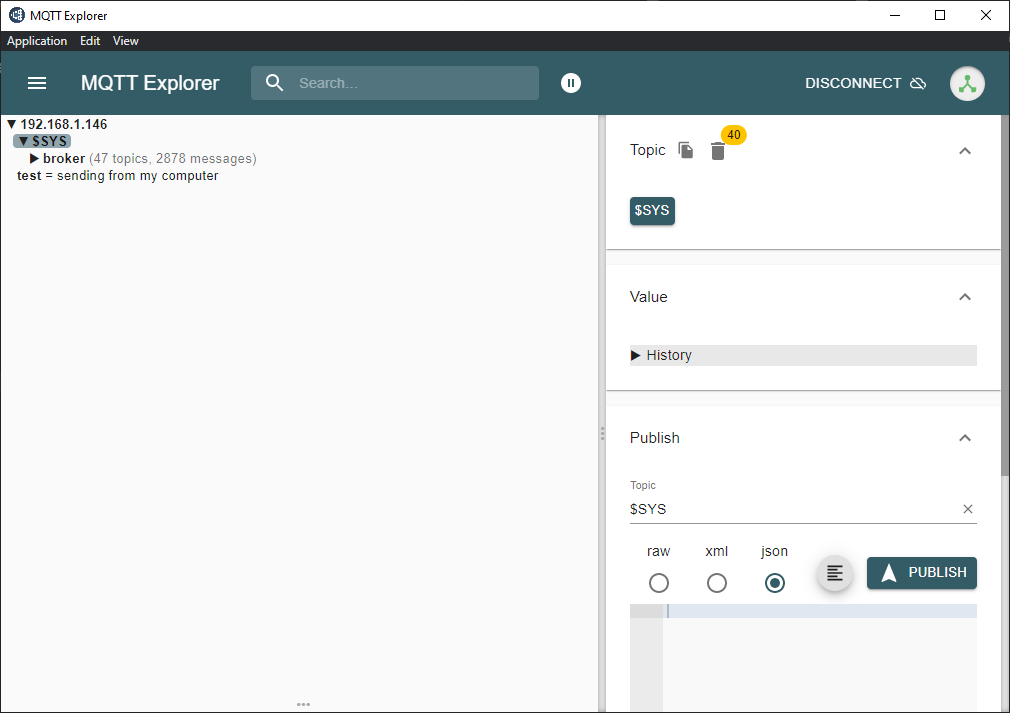 MQTT Explorer
Application Edit View
MQTT Explorer Search... DISCONNECT
▼ 192.168.1.146
▼ $SYS
▶ broker (47 topics, 2878 messages)
test = sending from my computer
Topic 40
$SYS
Value
▶ History
Publish
Topic
$SYS
raw xml json
PUBLISH